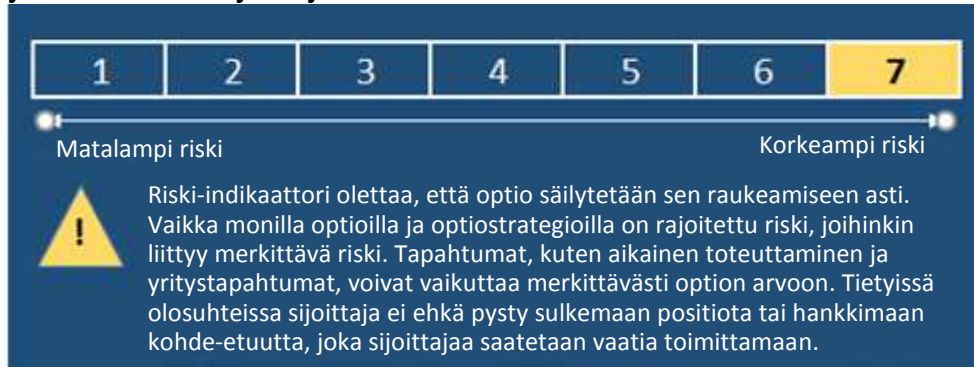 1 2 3 4 5 6 7
Matalampi riski Korkeampi riski
! Riski-indikaattori olettaa, että optio säilytetään sen raukeamiseen asti.
Vaikka monilla optioilla ja optiostrategioilla on rajoitettu riski, joihinkin
liittyy merkittävä riski. Tapahtumat, kuten aikainen toteuttaminen ja
yritystapahtumat, voivat vaikuttaa merkittävästi option arvoon. Tietyissä
olosuhteissa sijoittaja ei ehkä pysty sulkemaan positiota tai hankkimaan
kohde-etuutta, joka sijoittajaa saatetaan vaatia toimittamaan.